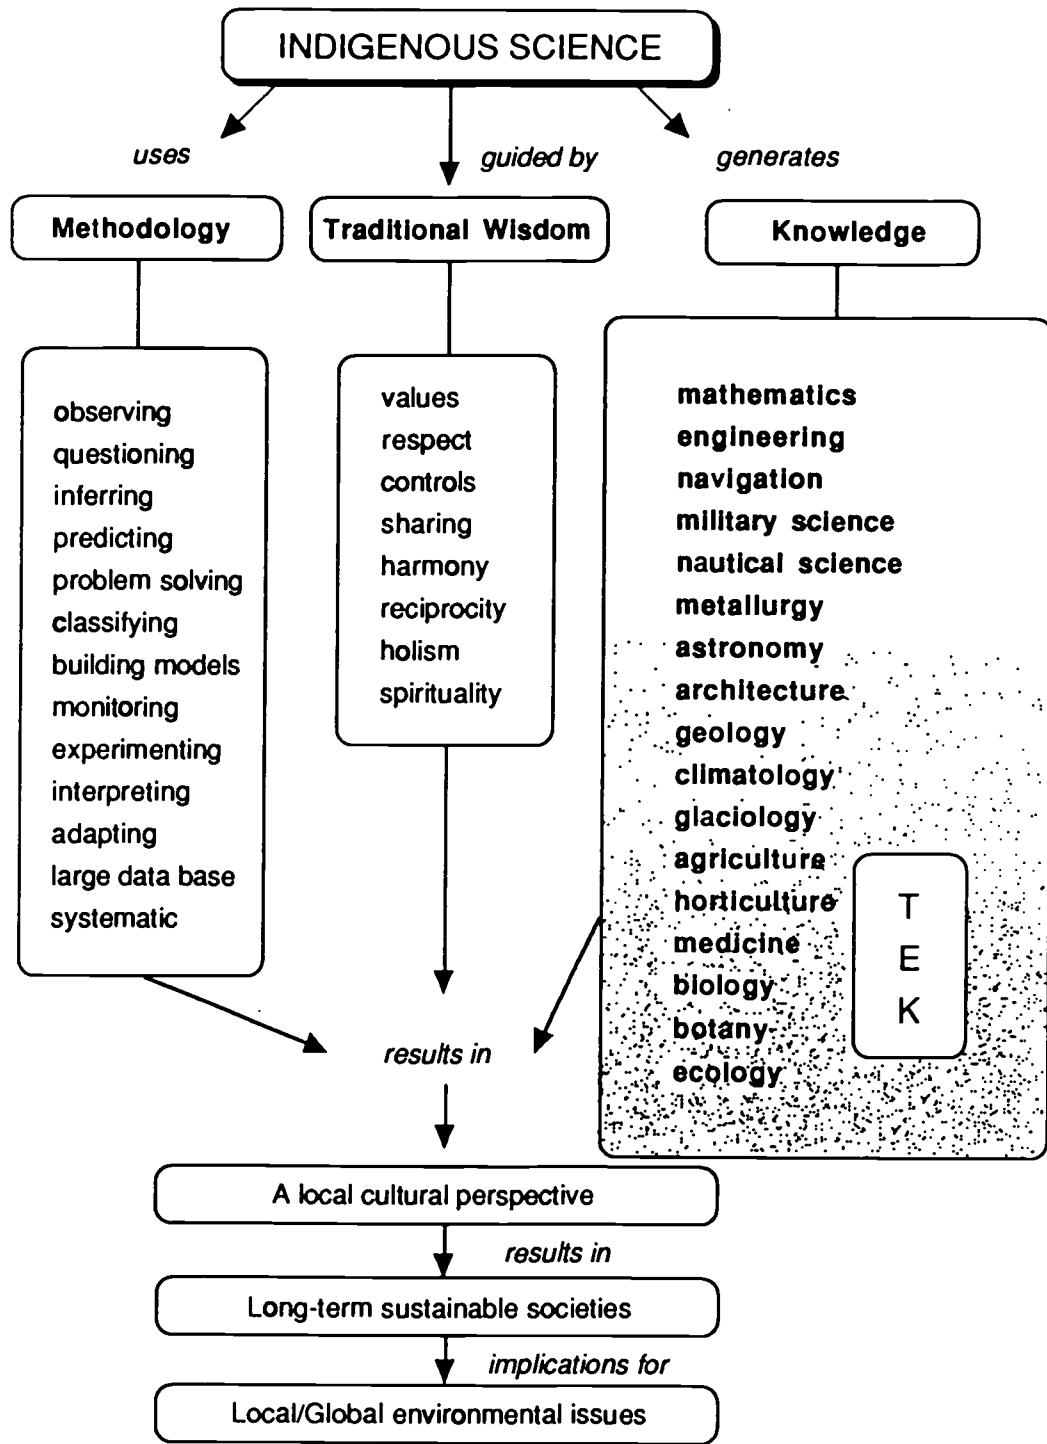 INDIGENOUS SCIENCE
uses
guided by
generates
Methodology
Traditional Wisdom
Knowledge
observing
questioning
inferring
predicting
problem solving
classifying
building models
monitoring
experimenting
interpreting
adapting
large data base
systematic
values
respect
controls
sharing
harmony
reciprocity
holism
spirituality
mathematics
engineering
navigation
military science
nautical science
metallurgy
astronomy
architecture
geology
climatology
glaciology
agriculture
horticulture
medicine
biology
botany
ecology
T
E
K
results in
A local cultural perspective
results in
Long-term sustainable societies
implications for
Local/Global environmental issues